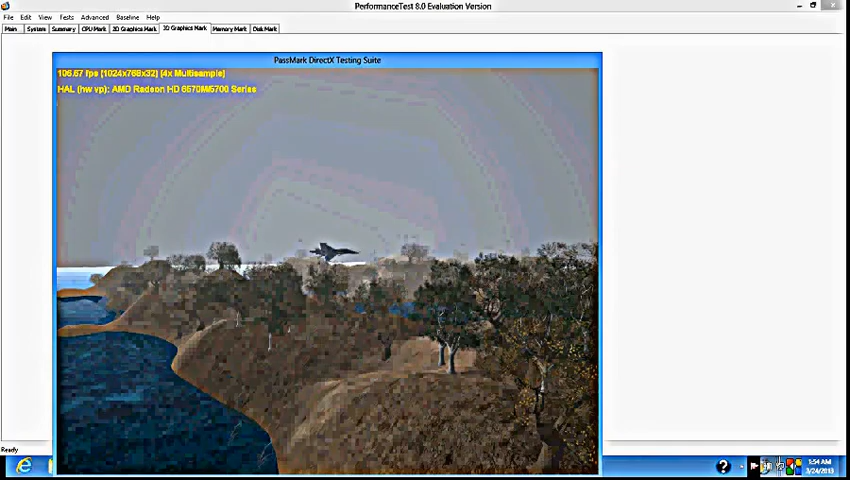 PerformanceTest 8.0 Evaluation Version
File Edit View Tests Advanced Baseline Help
Main System Summary CPU Mark 2D Graphics Mark 3D Graphics Mark Memory Mark Disk Mark
PassMark DirectX Testing Suite
106.67 fps (1024x768x32) (4x Multisample)
HAL (hw vp): AMD Radeon HD 6570M/5700 Series
Ready
1:54 AM
3/24/2013